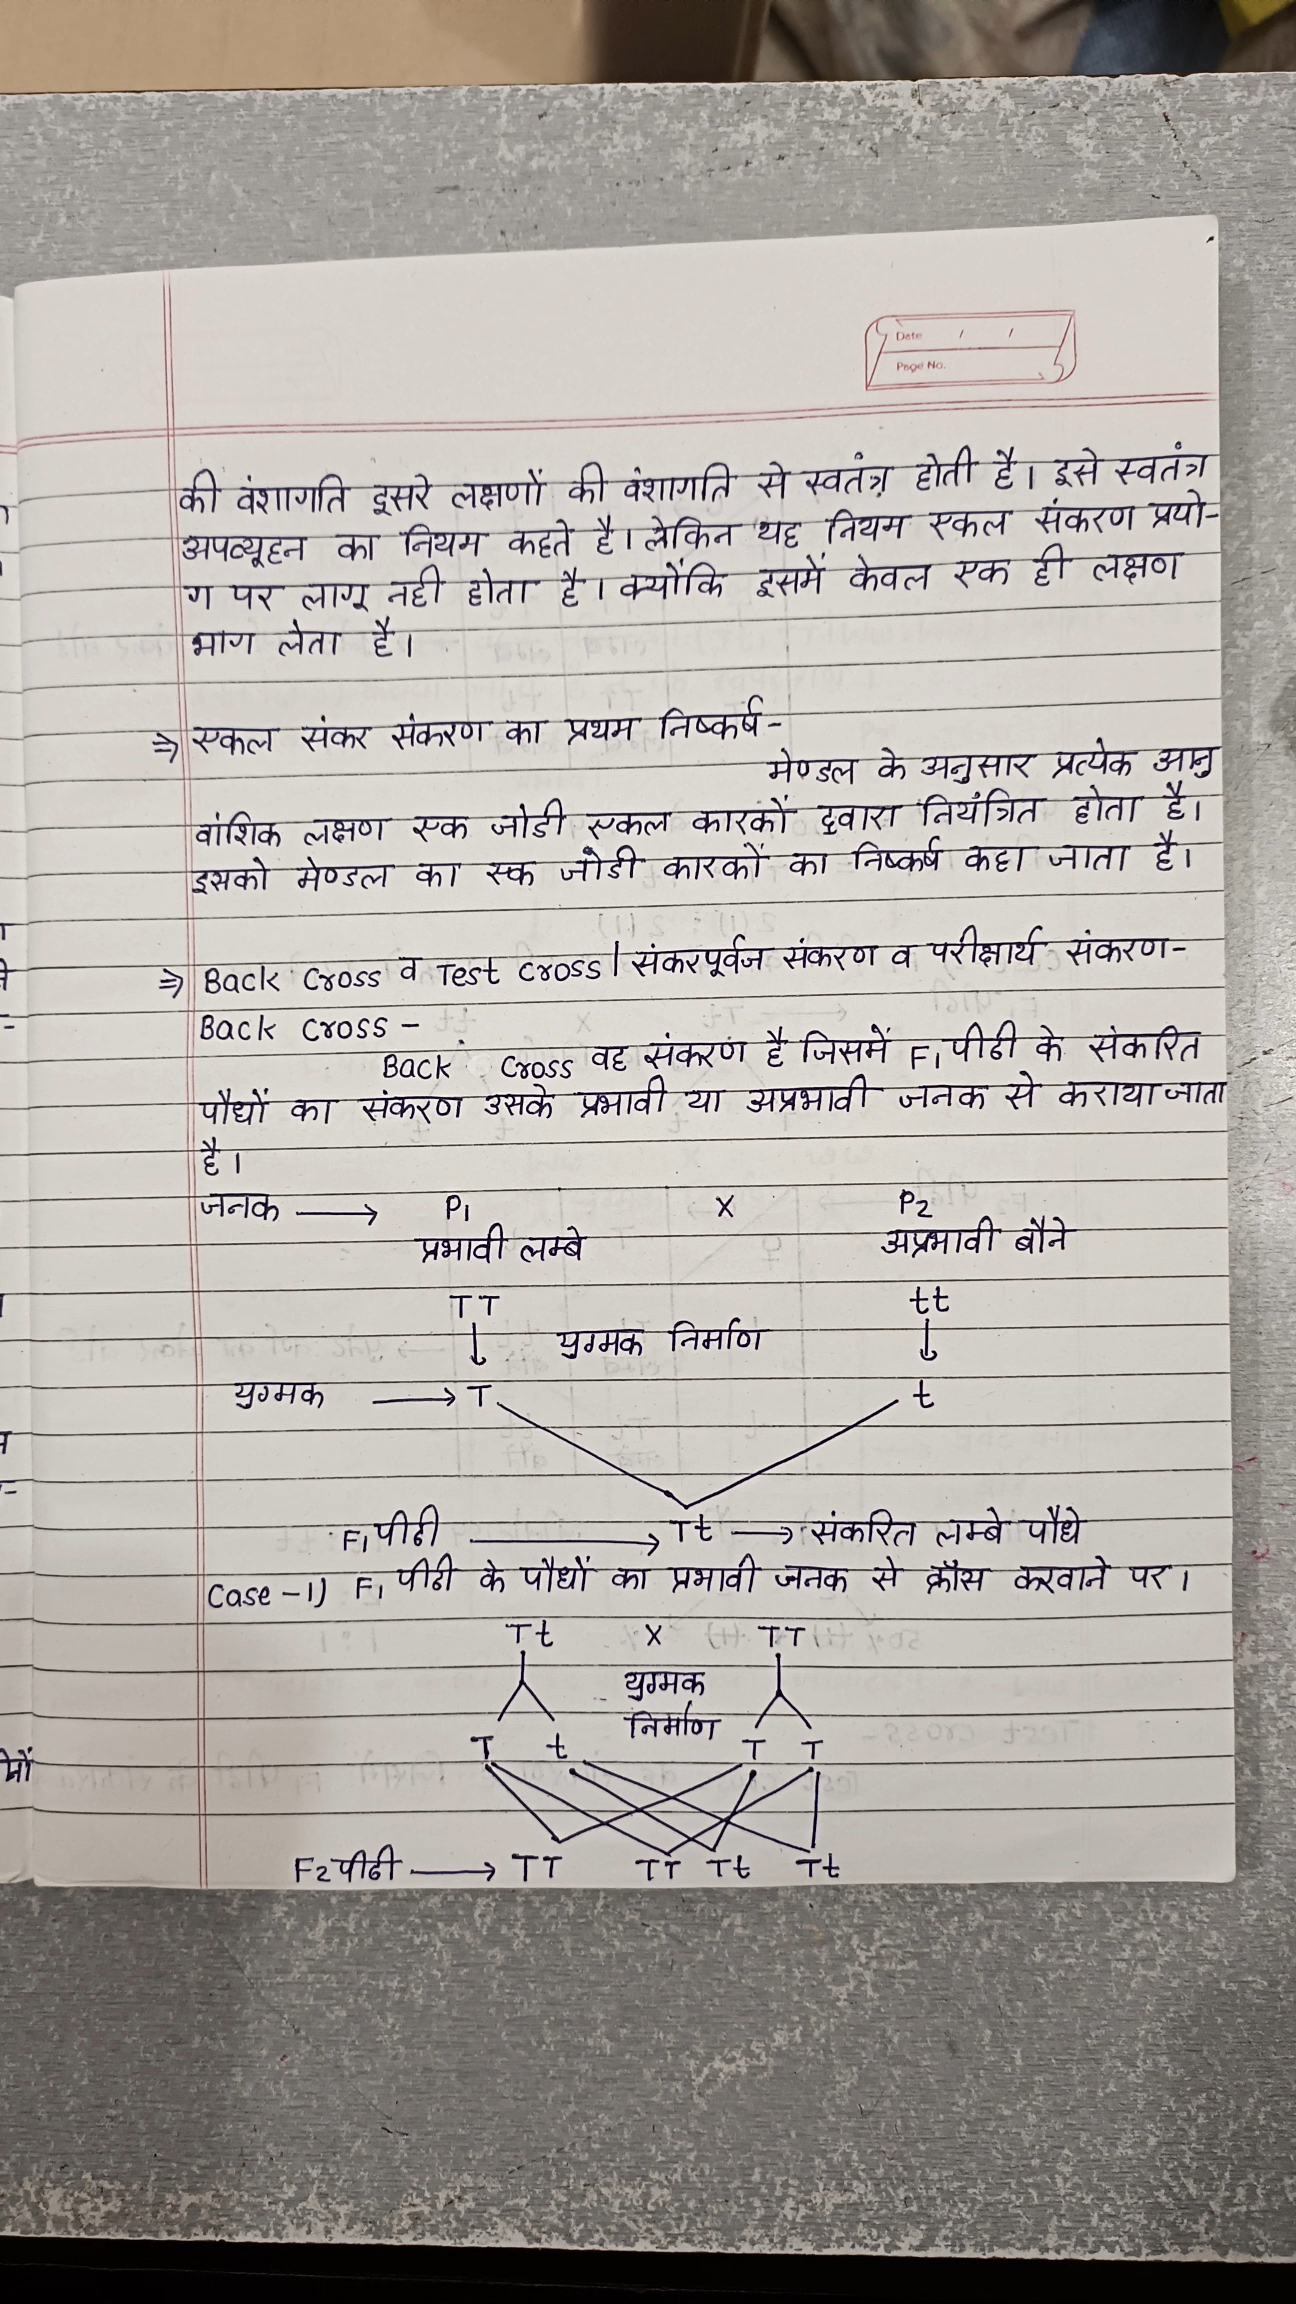 Date / /
Page No.
की वंशागति दूसरे लक्षणों की वंशागति से स्वतंत्र होती है। इसे स्वतंत्र
अपव्यूहन का नियम कहते है। लेकिन यह नियम एकल संकरण प्रयो-
ग पर लागू नही होता है। क्योंकि इसमें केवल एक ही लक्षण
भाग लेता है।
⇒ एकल संकर संकरण का प्रथम निष्कर्ष-
मेण्डल के अनुसार प्रत्येक आनु
वांशिक लक्षण एक जोडी एकल कारकों द्वारा नियंत्रित होता है।
इसको मेण्डल का एक जोडी कारकों का निष्कर्ष कहा जाता है।
⇒ Back Cross व Test Cross | संकरपूर्वज संकरण व परीक्षार्थ संकरण-
Back Cross -
Back Cross वह संकरण है जिसमें F₁ पीढी के संकरित
पौधों का संकरण उसके प्रभावी या अप्रभावी जनक से कराया जाता
है।
जनक → P₁ X P₂
प्रभावी लम्बे अप्रभावी बौने
TT tt
↓ युग्मक निर्माण ↓
युग्मक → T t
F₁ पीढी → Tt → संकरित लम्बे पौधे
Case -1) F₁ पीढी के पौधों का प्रभावी जनक से क्रॉस करवाने पर।
Tt X TT
युग्मक
निर्माण
T t T T
F₂ पीढी → TT TT Tt Tt